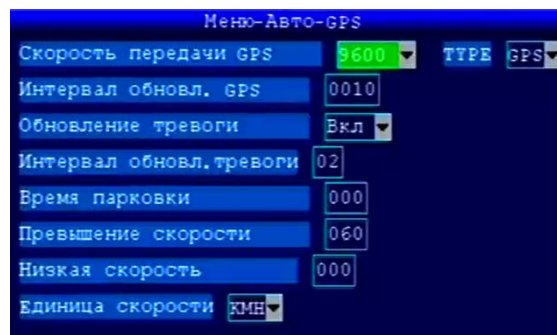 Меню-Авто-GPS
Скорость передачи GPS 9600 TYPE GPS
Интервал обновл. GPS 0010
Обновление тревоги Вкл
Интервал обновл.тревоги 02
Время парковки 000
Превышение скорости 060
Низкая скорость 000
Единица скорости КМН